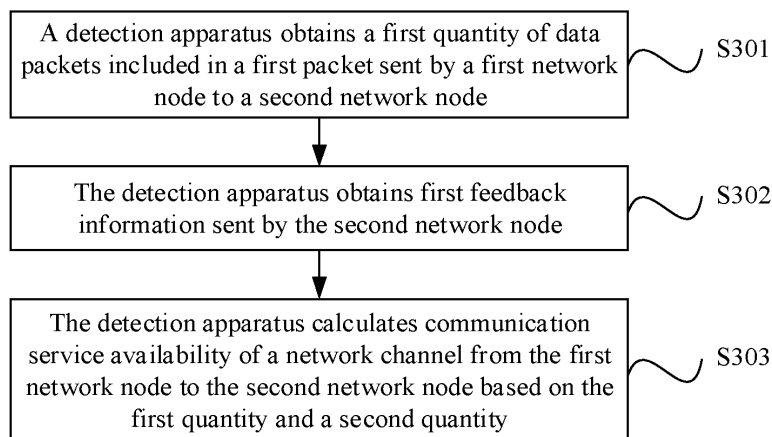 A detection apparatus obtains a first quantity of data
packets included in a first packet sent by a first network
node to a second network node
S301
The detection apparatus obtains first feedback
information sent by the second network node
S302
The detection apparatus calculates communication
service availability of a network channel from the first
network node to the second network node based on the
first quantity and a second quantity
S303